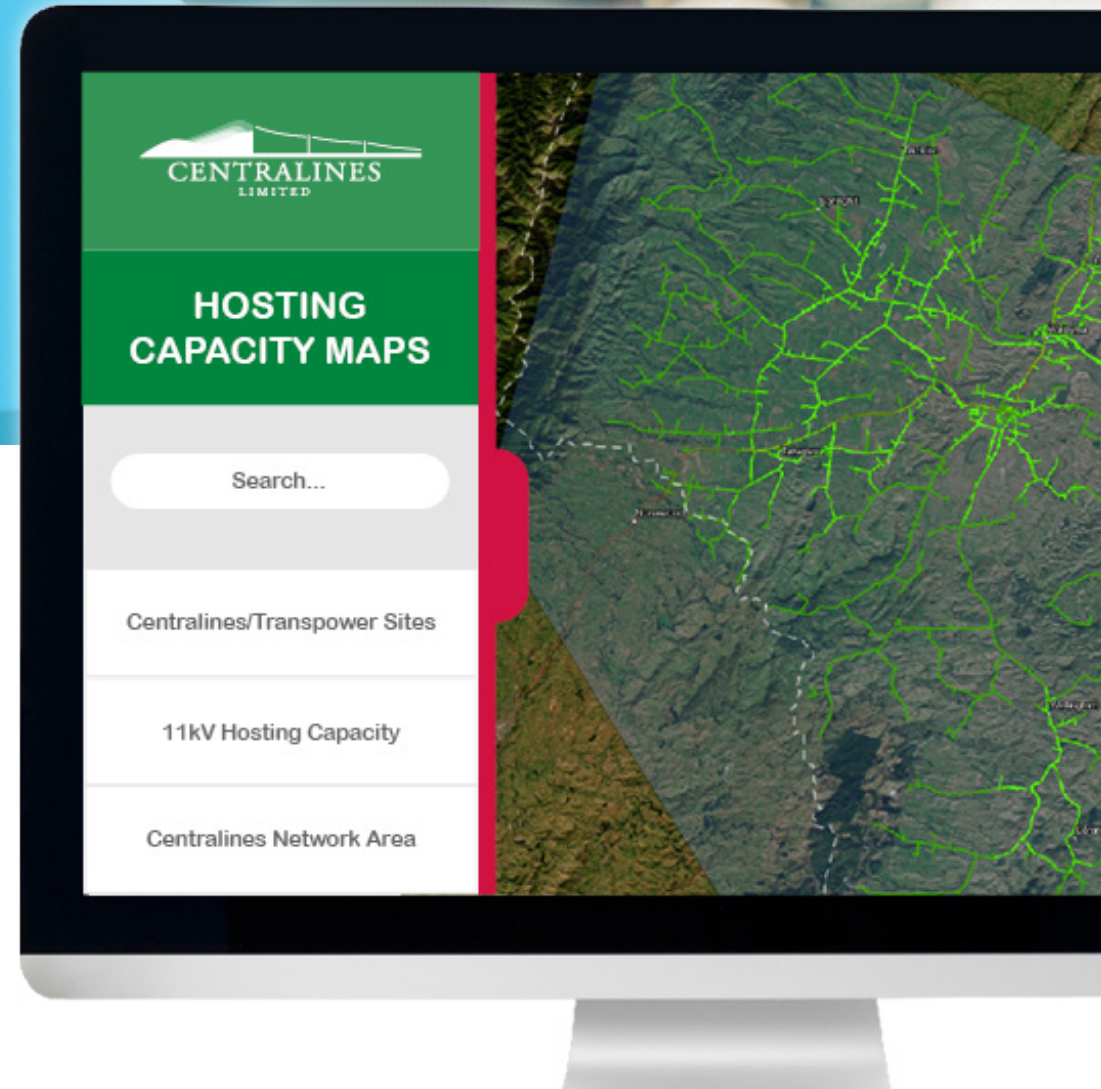 CENTRALINES
LIMITED
HOSTING
CAPACITY MAPS
Search...
Centralines/Transpower Sites
11kV Hosting Capacity
Centralines Network Area